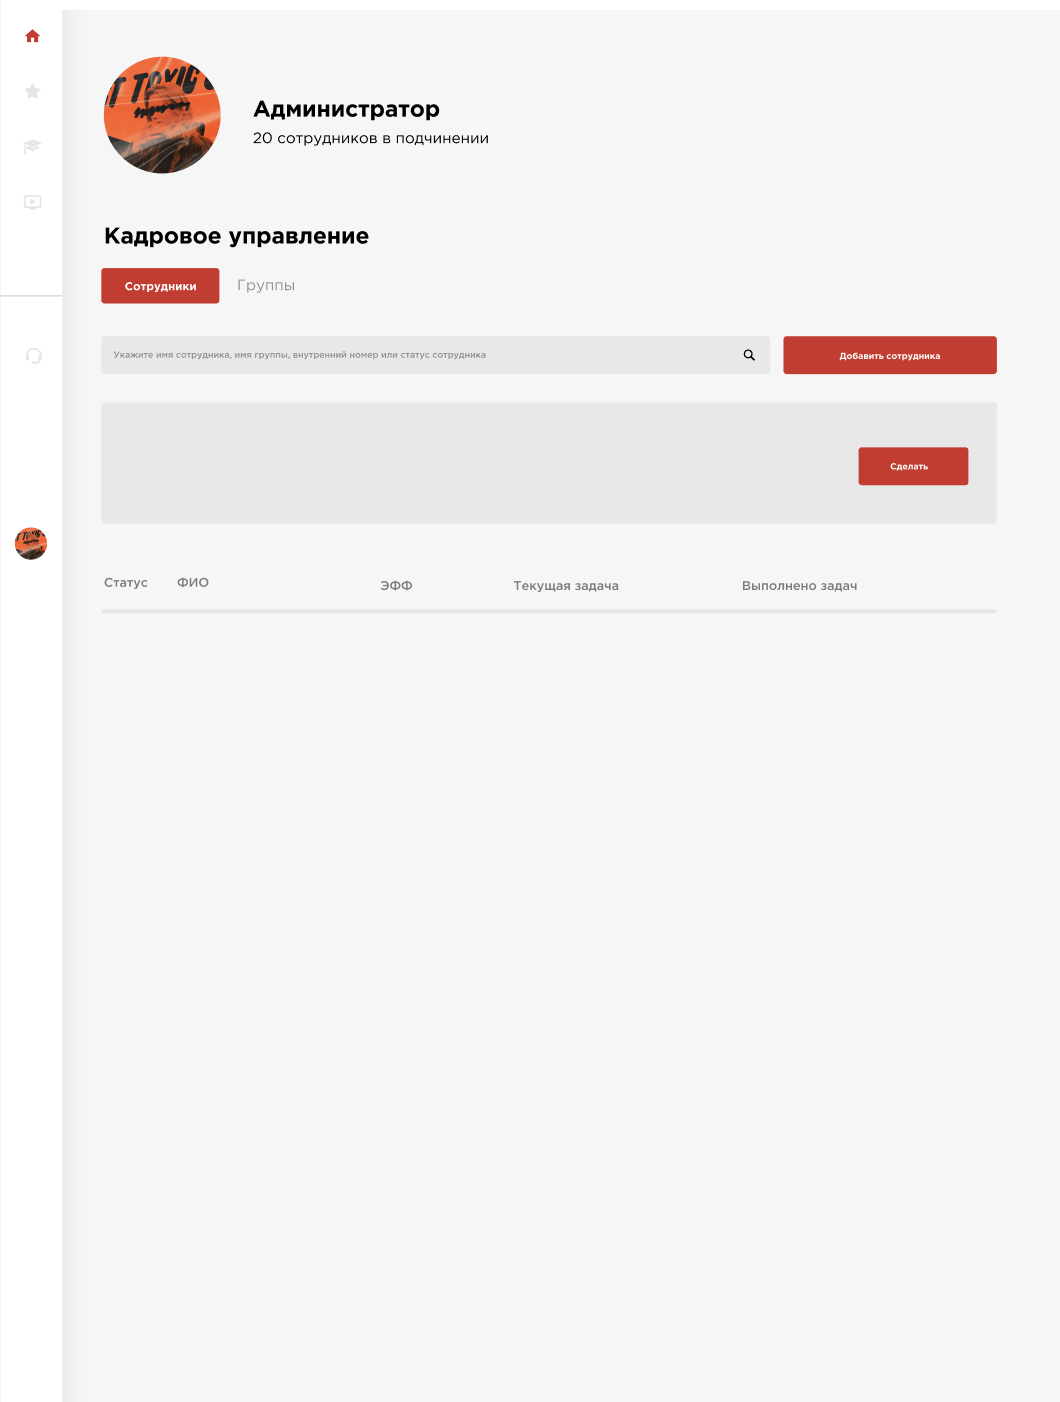 Администратор
20 сотрудников в подчинении
Кадровое управление
Сотрудники
Группы
Укажите имя сотрудника, имя группы, внутренний номер или статус сотрудника
Добавить сотрудника
Сделать
Статус ФИО ЭФФ Текущая задача Выполнено задач